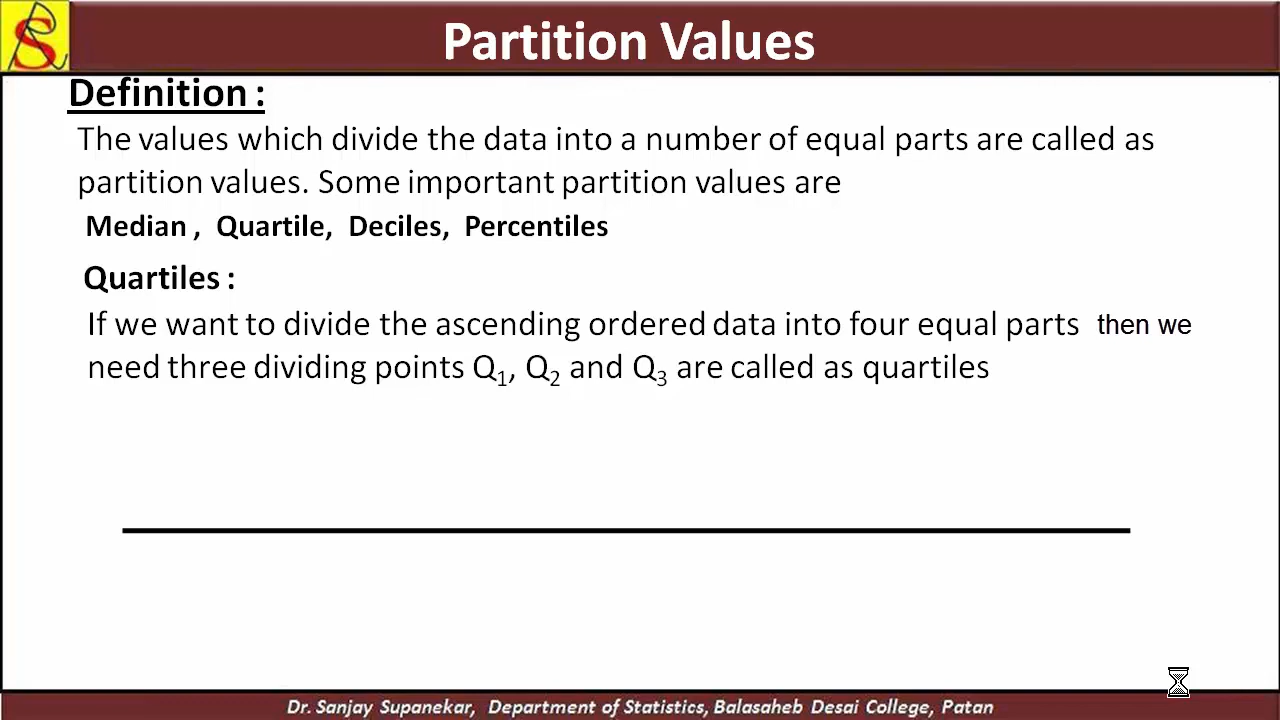 Partition Values
Definition :
The values which divide the data into a number of equal parts are called as
partition values. Some important partition values are
Median , Quartile, Deciles, Percentiles
Quartiles :
If we want to divide the ascending ordered data into four equal parts then we
need three dividing points Q₁, Q₂ and Q₃ are called as quartiles
Dr. Sanjay Supanekar, Department of Statistics, Balasaheb Desai College, Patan